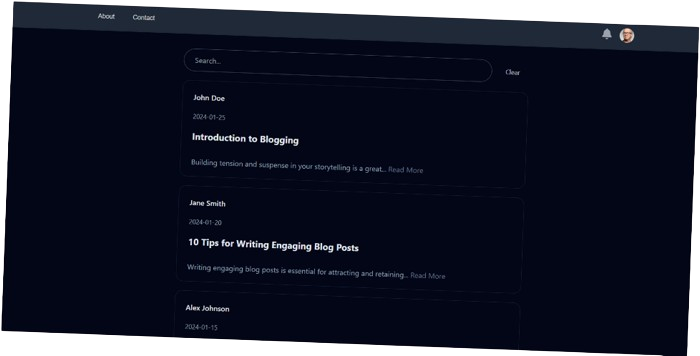 About Contact
Search...
Clear
John Doe
2024-01-25
Introduction to Blogging
Building tension and suspense in your storytelling is a great... Read More
Jane Smith
2024-01-20
10 Tips for Writing Engaging Blog Posts
Writing engaging blog posts is essential for attracting and retaining... Read More
Alex Johnson
2024-01-15